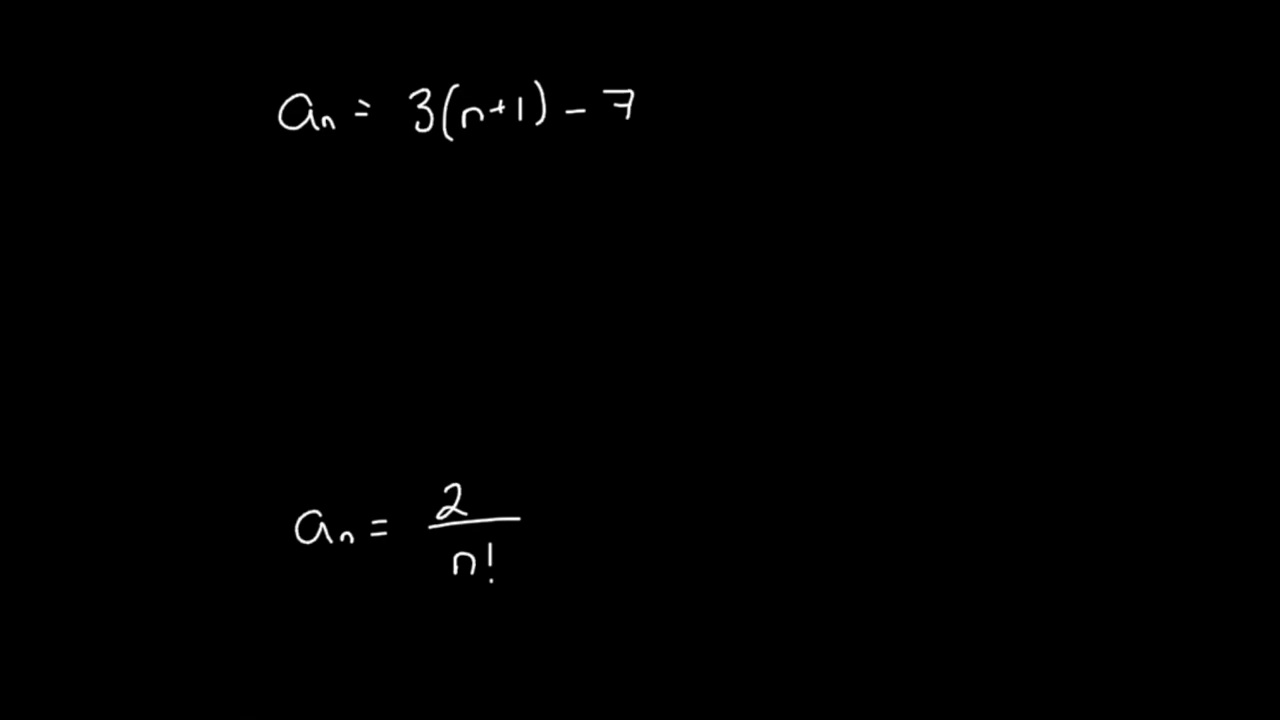 aₙ = 3(n+1) - 7
aₙ = 2/n!